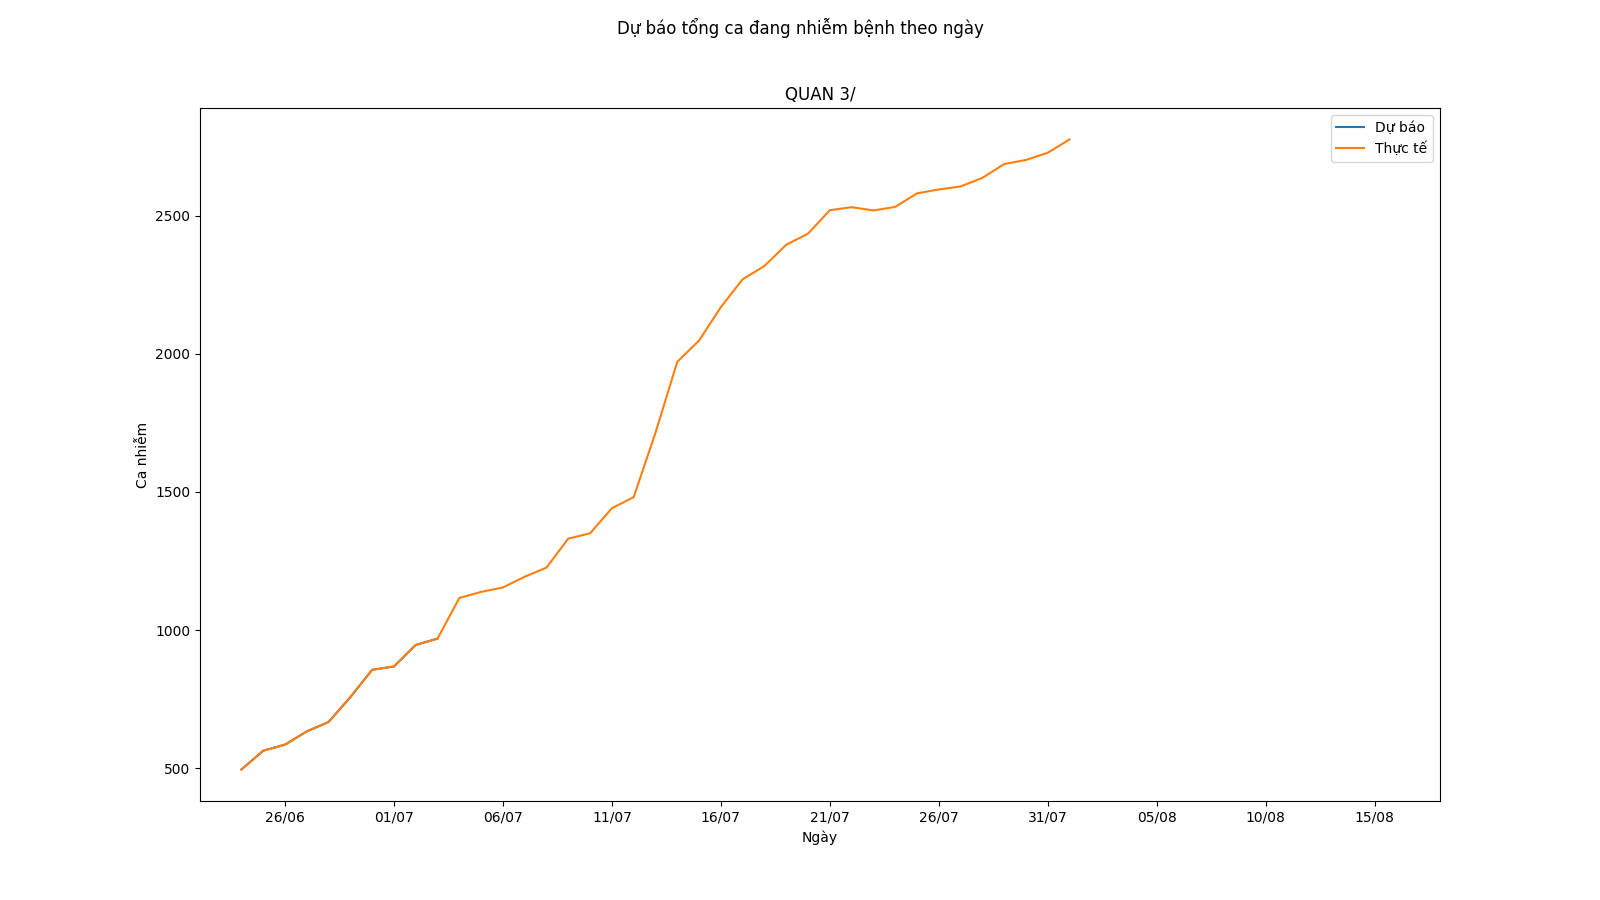 Dự báo tổng ca đang nhiễm bệnh theo ngày
QUAN 3/
Dự báo
Thực tế
Ca nhiễm
2500
2000
1500
1000
500
26/06 01/07 06/07 11/07 16/07 21/07 26/07 31/07 05/08 10/08 15/08
Ngày